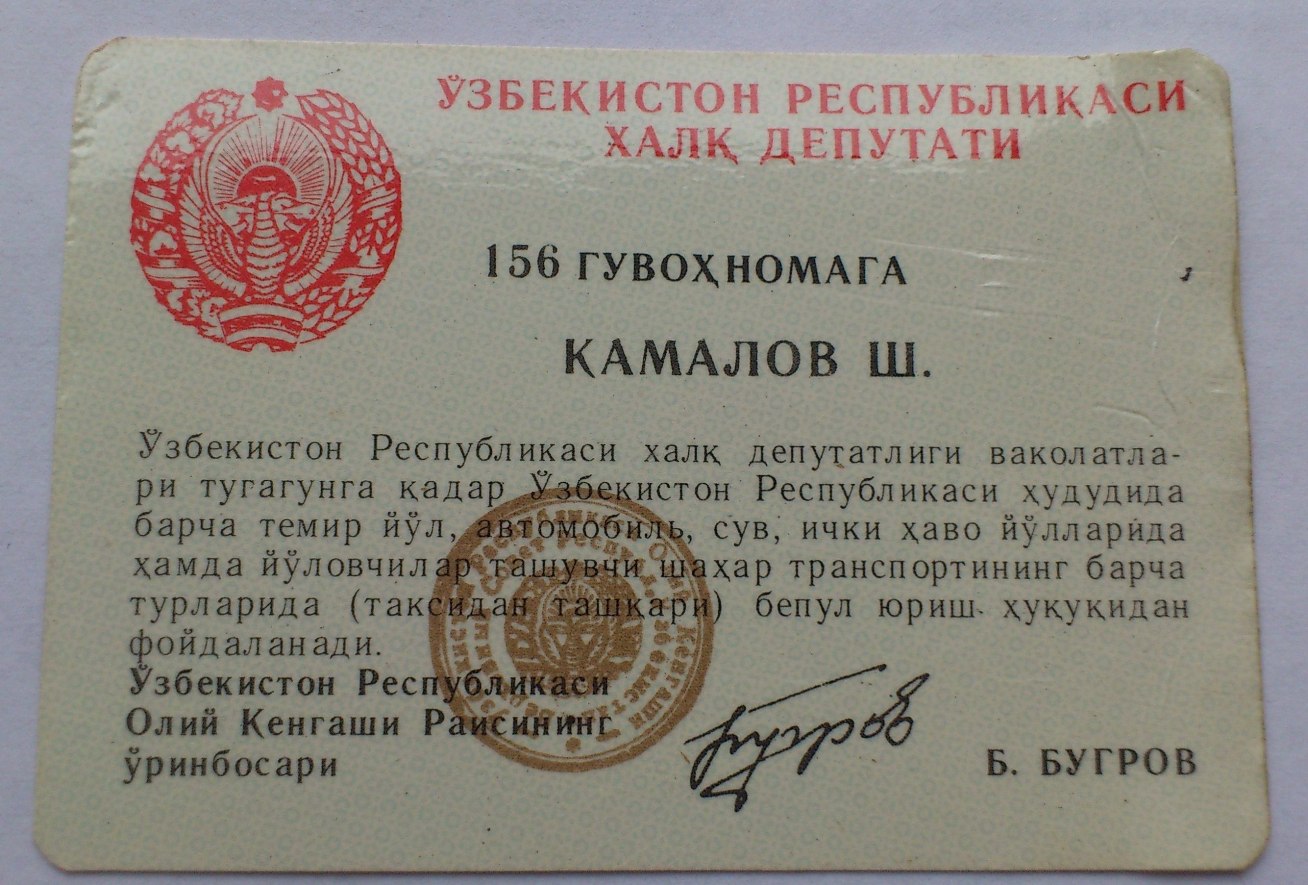 ЎЗБЕКИСТОН РЕСПУБЛИКАСИ
ХАЛҚ ДЕПУТАТИ
156 ГУВОҲНОМАГА
ҚАМАЛОВ Ш.
Ўзбекистон Республикаси халқ депутатлиги ваколатла-
ри тугагунга қадар Ўзбекистон Республикаси ҳудудида
барча темир йўл, автомобиль, сув, ички ҳаво йўлларида
ҳамда йўловчилар ташувчи шаҳар транспортининг барча
турларида (таксидан ташқари) бепул юриш ҳуқуқидан
фойдаланади.
Ўзбекистон Республикаси
Олий Кенгаши Раисининг
ўринбосари
Б. БУГРОВ